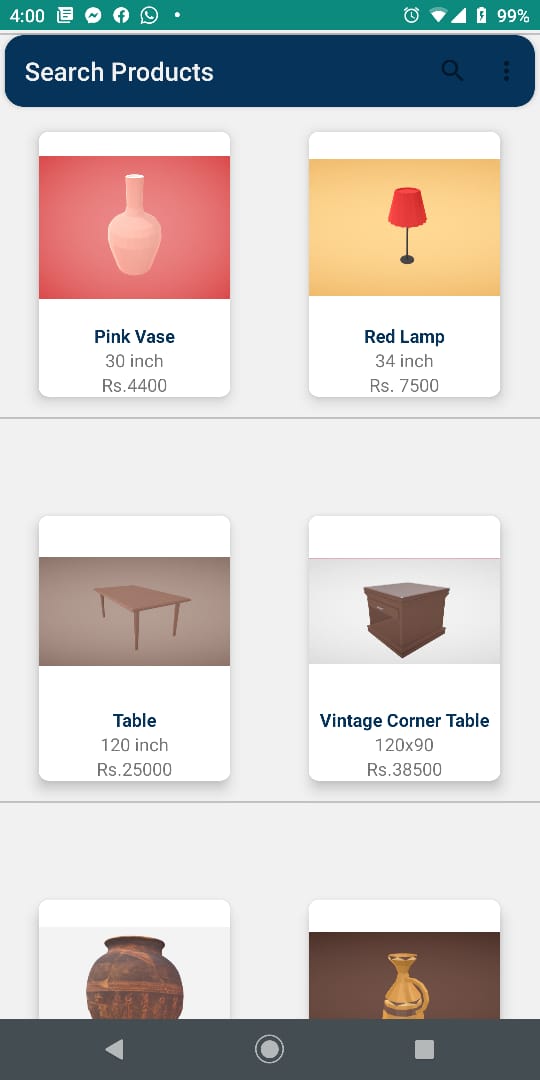 4:00
99%
Search Products
Pink Vase
30 inch
Rs.4400
Red Lamp
34 inch
Rs. 7500
Table
120 inch
Rs.25000
Vintage Corner Table
120x90
Rs.38500